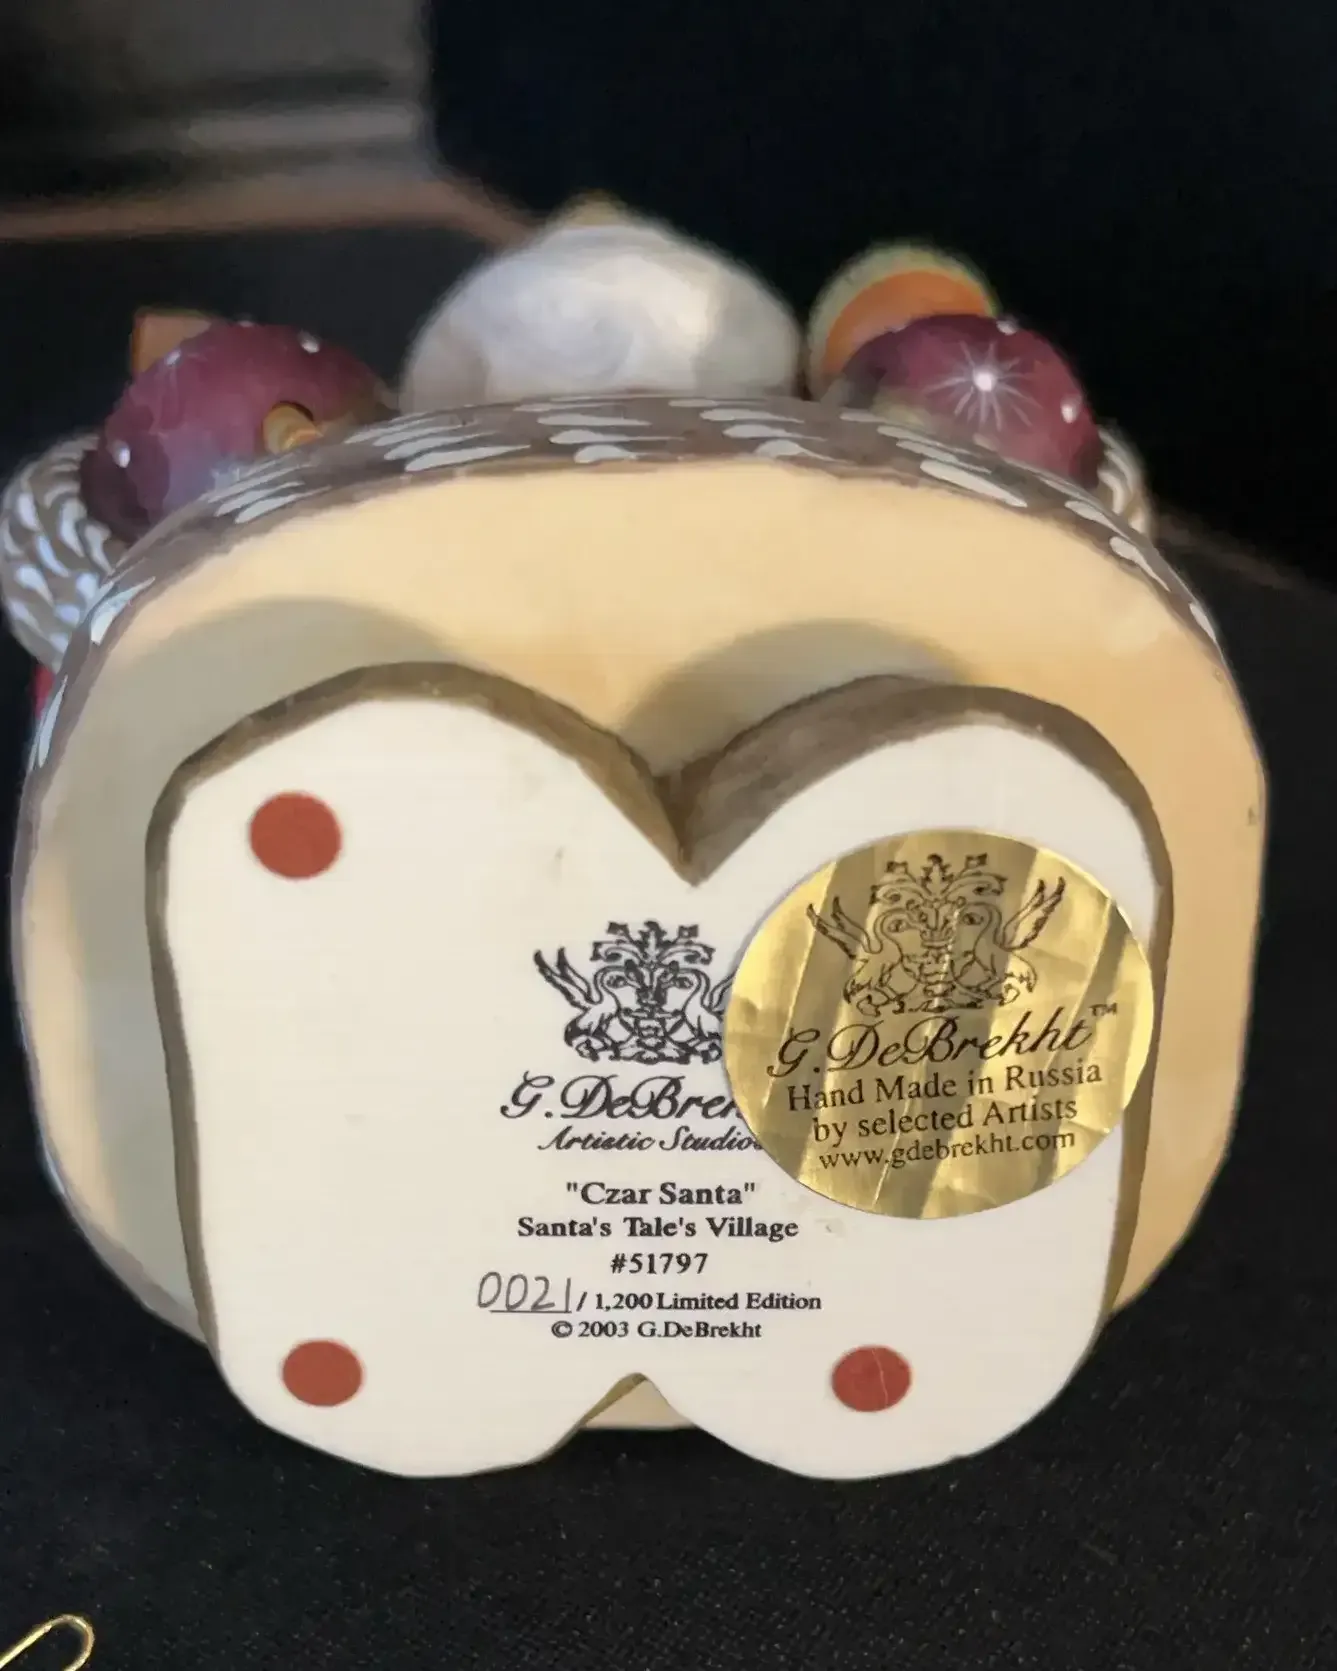 G.DeBrekht™
Hand Made in Russia
by selected Artists
www.gdebrekht.com
G.DeBrek
Artistic Studios
"Czar Santa"
Santa's Tale's Village
#51797
0021/ 1,200 Limited Edition
© 2003 G.DeBrekht